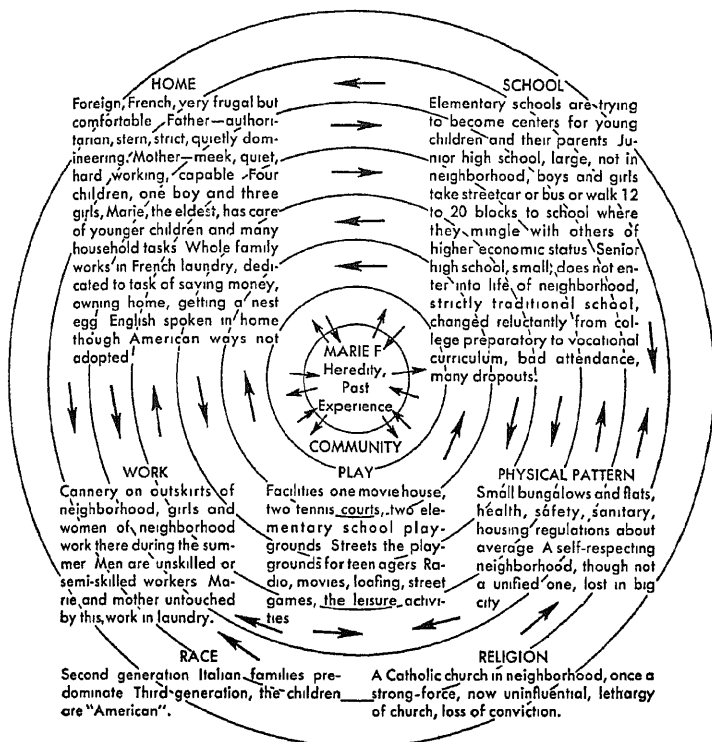 HOME
Foreign, French, very frugal but
comfortable Father—authori-
tarian, stern, strict, quietly dom-
ineering. Mother—meek, quiet,
hard working, capable Four
children, one boy and three
girls, Marie, the eldest, has care
of younger children and many
household tasks Whole family
works in French laundry, dedi-
cated to task of saving money,
owning home, getting a nest
egg English spoken in home
though American ways not
adopted
SCHOOL
Elementary schools are trying
to become centers for young
children and their parents Ju-
nior high school, large, not in
neighborhood, boys and girls
take streetcar or bus or walk 12
to 20 blocks to school where
they mingle with others of
higher economic status Senior
high school, small, does not en-
ter into life of neighborhood,
strictly traditional school,
changed reluctantly from col-
lege preparatory to vocational
curriculum, bad attendance,
many dropouts.
MARIE F
Heredity,
Past
Experience
COMMUNITY
WORK
Cannery on outskirts of
neighborhood, girls and
women of neighborhood
work there during the sum-
mer Men are unskilled or
semi-skilled workers Ma-
rie and mother untouched
by this, work in laundry.
PLAY
Facilities one movie house,
two tennis courts, two ele-
mentary school play-
grounds Streets the play-
grounds for teen agers Ra-
dio, movies, loafing, street
games, the leisure activi-
ties
PHYSICAL PATTERN
Small bungalows and flats,
health, safety, sanitary,
housing regulations about
average A self-respecting
neighborhood, though not
a unified one, lost in big
city
RACE
Second generation Italian families pre-
dominate Third generation, the children
are "American".
RELIGION
A Catholic church in neighborhood, once a
strong force, now uninfluential, lethargy
of church, loss of conviction.